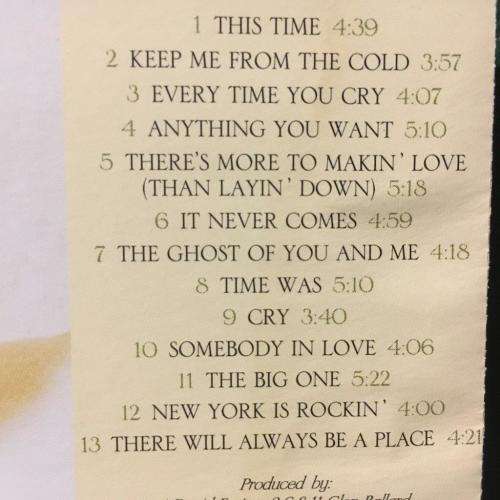 1 THIS TIME 4:39
2 KEEP ME FROM THE COLD 3:57
3 EVERY TIME YOU CRY 4:07
4 ANYTHING YOU WANT 5:10
5 THERE'S MORE TO MAKIN' LOVE
(THAN LAYIN' DOWN) 5:18
6 IT NEVER COMES 4:59
7 THE GHOST OF YOU AND ME 4:18
8 TIME WAS 5:10
9 CRY 3:40
10 SOMEBODY IN LOVE 4:06
11 THE BIG ONE 5:22
12 NEW YORK IS ROCKIN' 4:00
13 THERE WILL ALWAYS BE A PLACE 4:21
Produced by: